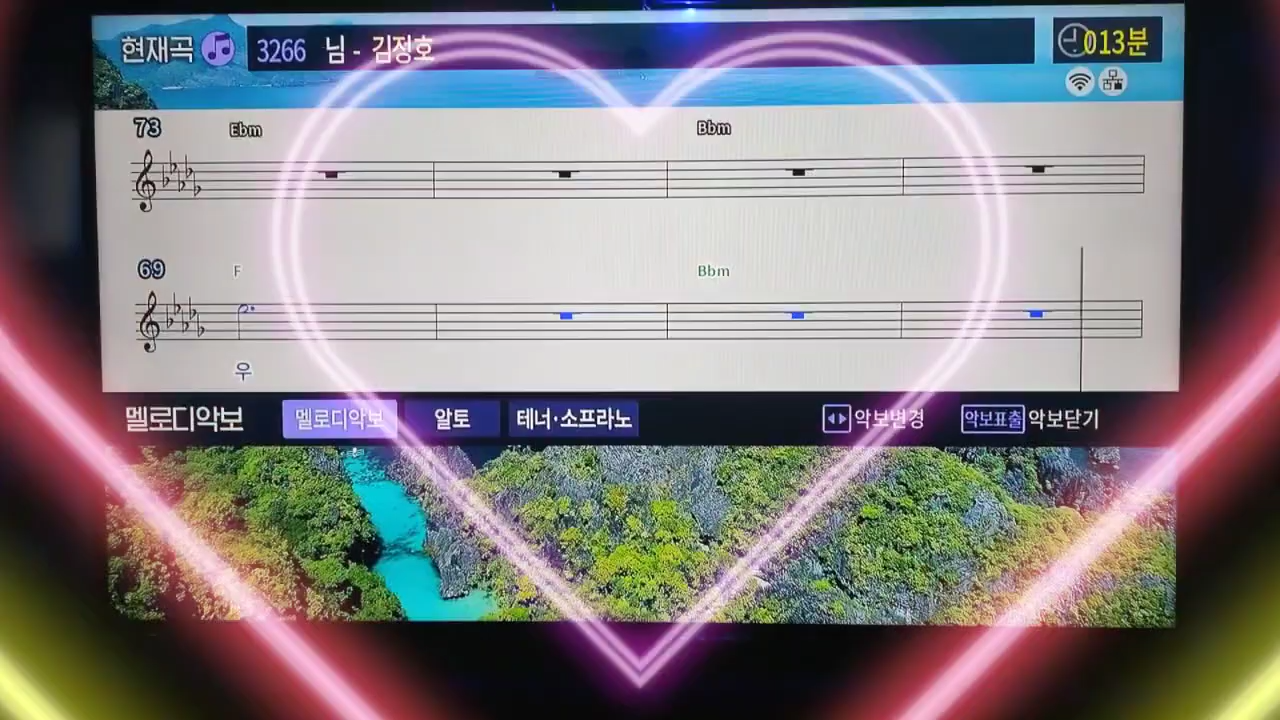 현재곡 3266 님 - 김정호 013분
73 Ebm Bbm
69 F Bbm
우
멜로디악보 멜로디악보 알토 테너·소프라노 악보변경 악보표출 악보닫기